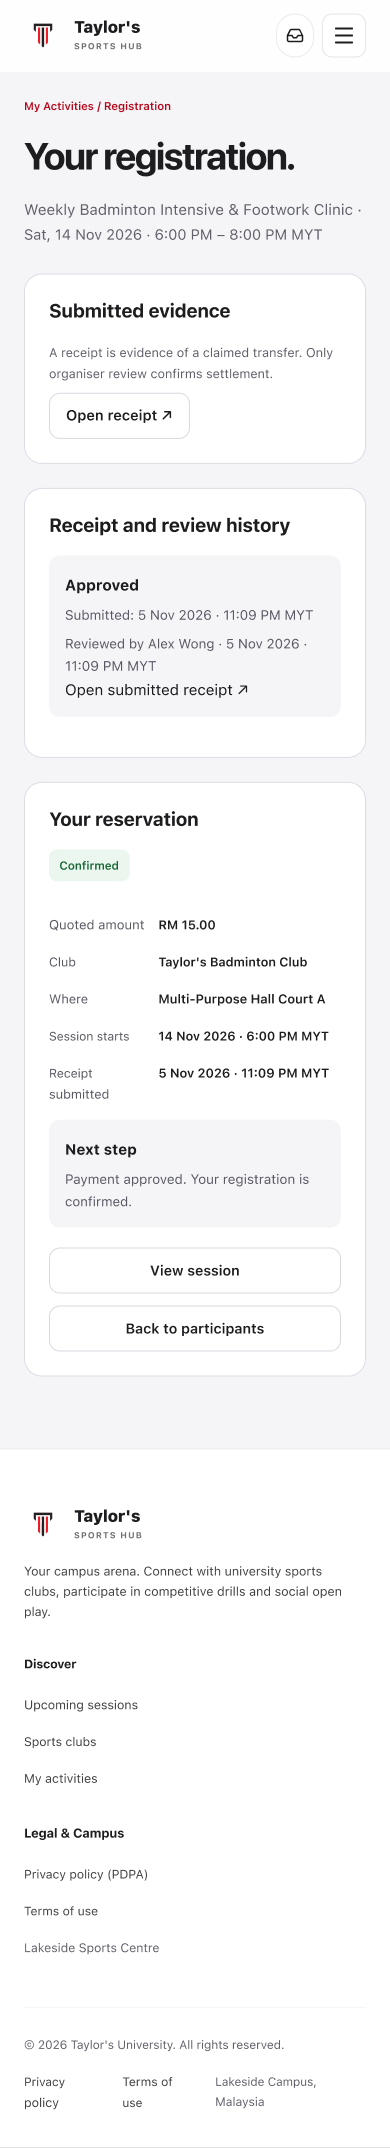 Taylor's
SPORTS HUB
My Activities / Registration
Your registration.
Weekly Badminton Intensive & Footwork Clinic ·
Sat, 14 Nov 2026 · 6:00 PM – 8:00 PM MYT
Submitted evidence
A receipt is evidence of a claimed transfer. Only
organiser review confirms settlement.
Open receipt ↗
Receipt and review history
Approved
Submitted: 5 Nov 2026 · 11:09 PM MYT
Reviewed by Alex Wong · 5 Nov 2026 ·
11:09 PM MYT
Open submitted receipt ↗
Your reservation
Confirmed
Quoted amount RM 15.00
Club Taylor's Badminton Club
Where Multi-Purpose Hall Court A
Session starts 14 Nov 2026 · 6:00 PM MYT
Receipt 5 Nov 2026 · 11:09 PM MYT
submitted
Next step
Payment approved. Your registration is
confirmed.
View session
Back to participants
Taylor's
SPORTS HUB
Your campus arena. Connect with university sports
clubs, participate in competitive drills and social open
play.
Discover
Upcoming sessions
Sports clubs
My activities
Legal & Campus
Privacy policy (PDPA)
Terms of use
Lakeside Sports Centre
© 2026 Taylor's University. All rights reserved.
Privacy Terms of Lakeside Campus,
policy use Malaysia